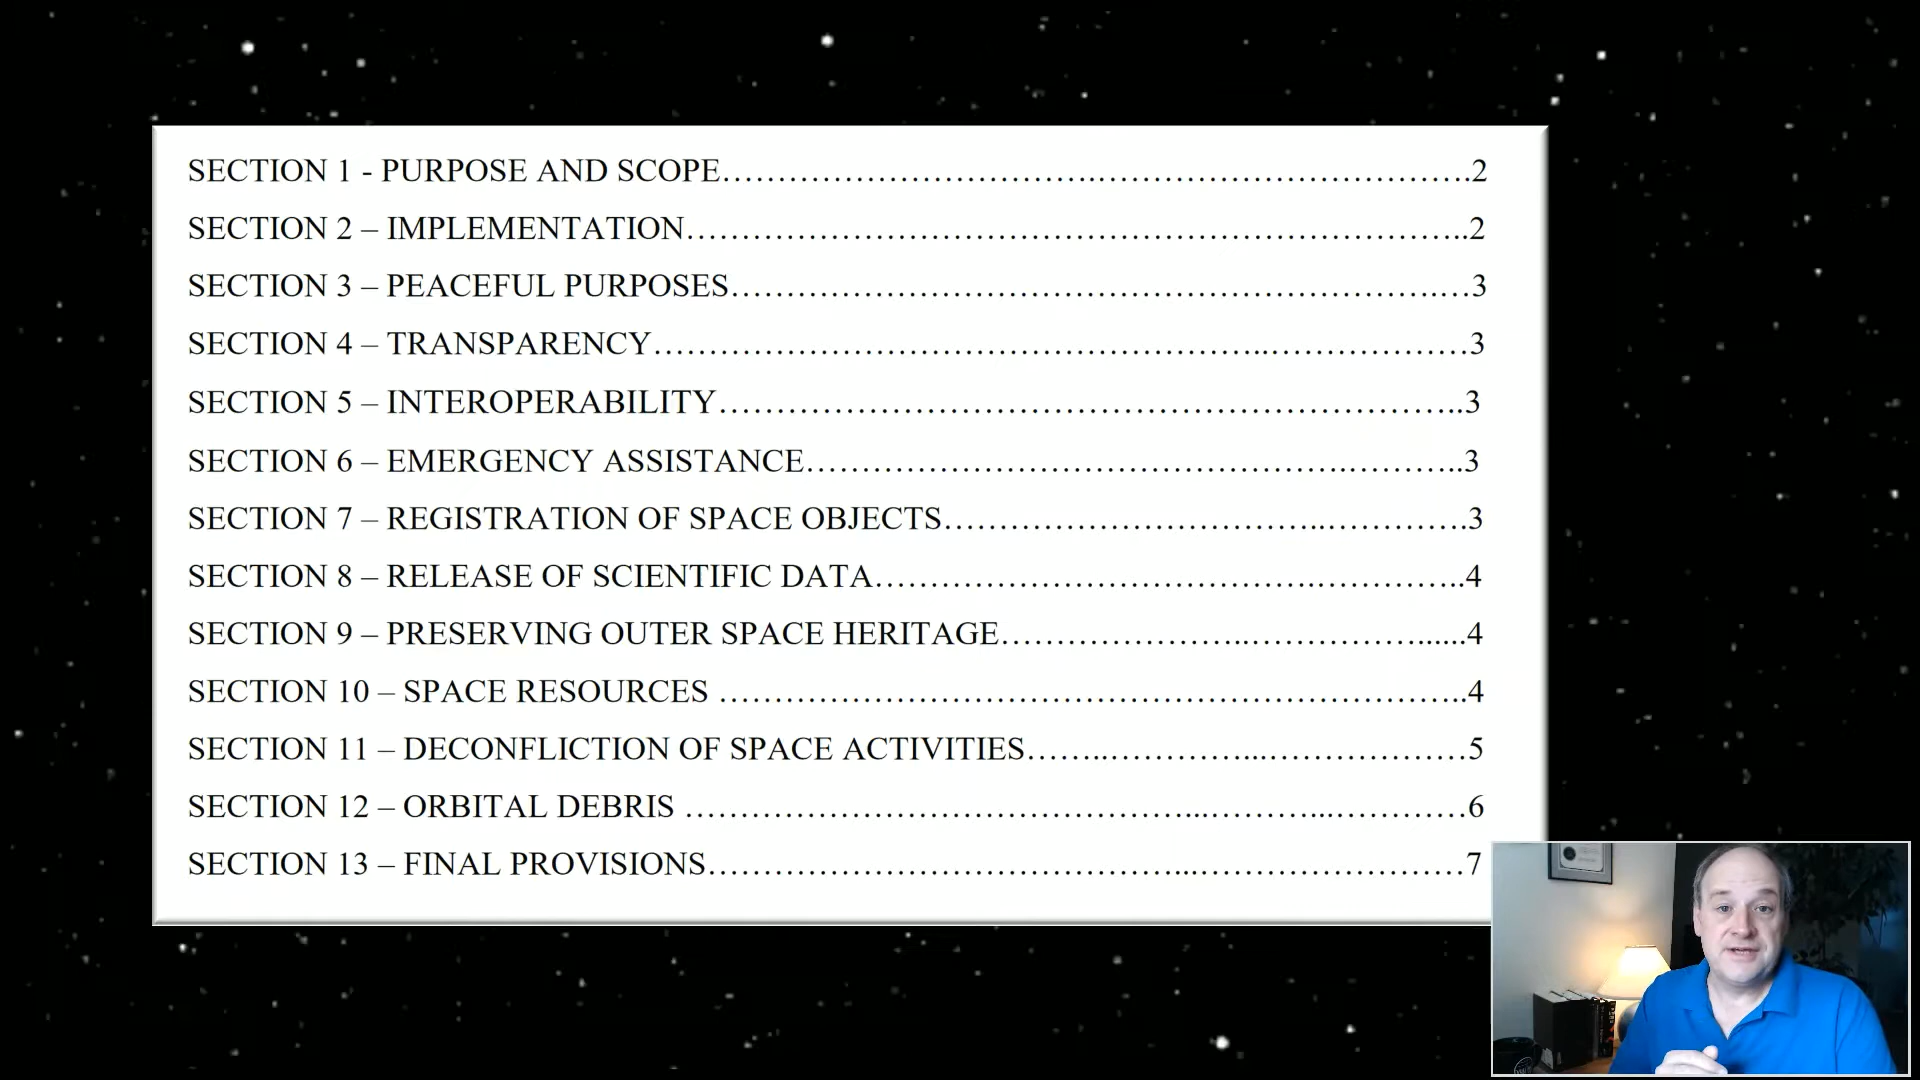 SECTION 1 - PURPOSE AND SCOPE……………………………………….……………………………………….2
SECTION 2 – IMPLEMENTATION…………………………………………………………………………………..2
SECTION 3 – PEACEFUL PURPOSES…………………………………………………………………………….…3
SECTION 4 – TRANSPARENCY………………………………………………………………..……………………3
SECTION 5 – INTEROPERABILITY………………………………………………………………………………..3
SECTION 6 – EMERGENCY ASSISTANCE……………………………………………………….…………..3
SECTION 7 – REGISTRATION OF SPACE OBJECTS………………………………………..…………….3
SECTION 8 – RELEASE OF SCIENTIFIC DATA…………………………………………….……………..4
SECTION 9 – PRESERVING OUTER SPACE HERITAGE………………………..……………….......4
SECTION 10 – SPACE RESOURCES ………………………………………………………………………………..4
SECTION 11 – DECONFLICTION OF SPACE ACTIVITIES……..……………...……………………5
SECTION 12 – ORBITAL DEBRIS ……………………………………………………...…………...……………6
SECTION 13 – FINAL PROVISIONS…………………………………………………...……………………………7